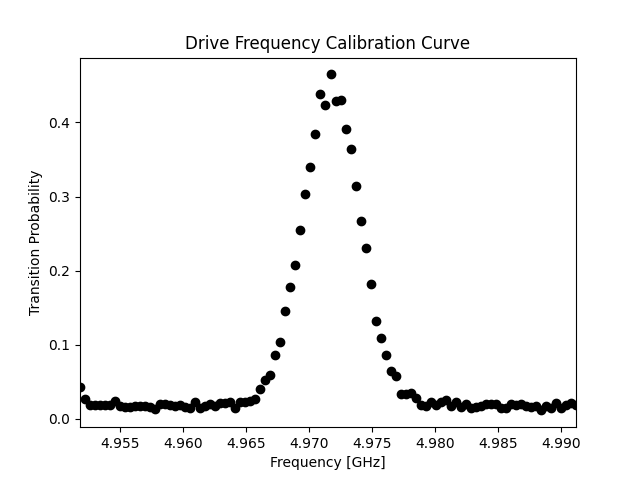 Drive Frequency Calibration Curve
Transition Probability
0.4
0.3
0.2
0.1
0.0
4.955 4.960 4.965 4.970 4.975 4.980 4.985 4.990
Frequency [GHz]